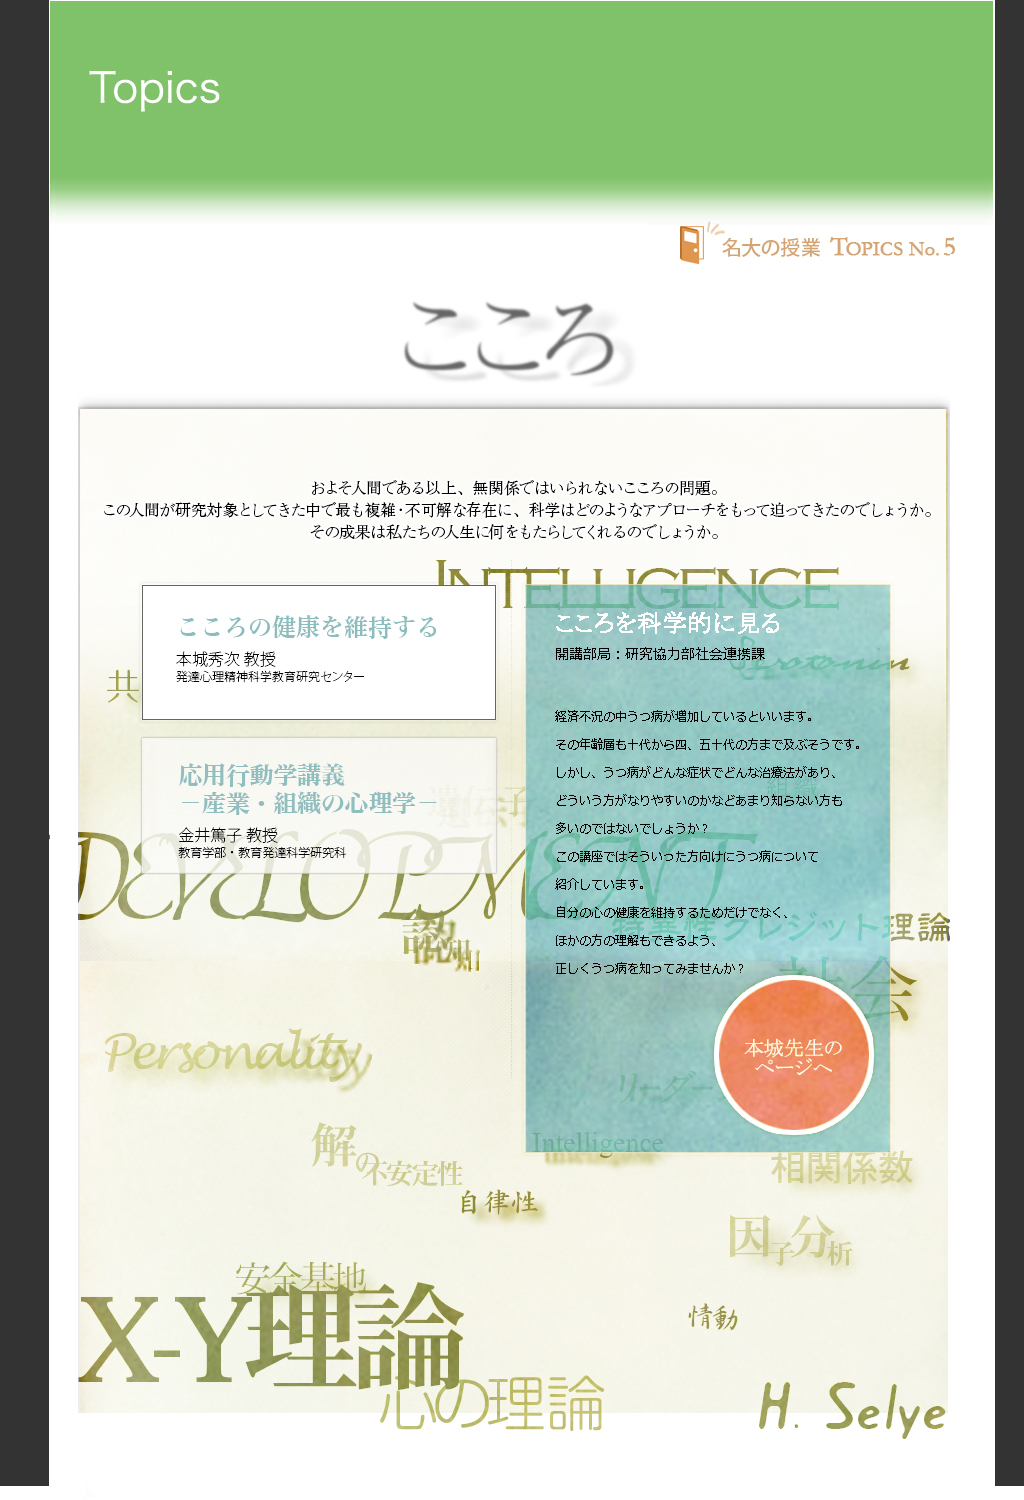 Topics
名大の授業 TOPICS No. 5
こころ
およそ人間である以上、無関係ではいられないこころの問題。
この人間が研究対象としてきた中で最も複雑・不可解な存在に、科学はどのようなアプローチをもって迫ってきたのでしょうか。
その成果は私たちの人生に何をもたらしてくれるのでしょうか。
INTELLIGENCE
こころの健康を維持する
本城秀次 教授
発達心理精神科学教育研究センター
共
応用行動学講義
－産業・組織の心理学－
金井篤子 教授
教育学部・教育発達科学研究科
こころを科学的に見る
開講部局：研究協力部社会連携課
Serotonin
経済不況の中うつ病が増加しているといいます。
その年齢層も十代から四、五十代の方まで及ぶそうです。
しかし、うつ病がどんな症状でどんな治療法があり、
どういう方がなりやすいのかなどあまり知らない方も
多いのではないでしょうか？
この講座ではそういった方向けにうつ病について
紹介しています。
自分の心の健康を維持するためだけでなく、
ほかの方の理解もできるよう、
正しくうつ病を知ってみませんか？
本城先生の
ページへ
組織
遺伝子
DEVELOPMENT
特異性クレジット理論
認知
社会
Personality
リーダー
Intelligence
解の不安定性
相関係数
自律性
因子分析
安全基地
X-Y理論
情動
心の理論
H. Selye